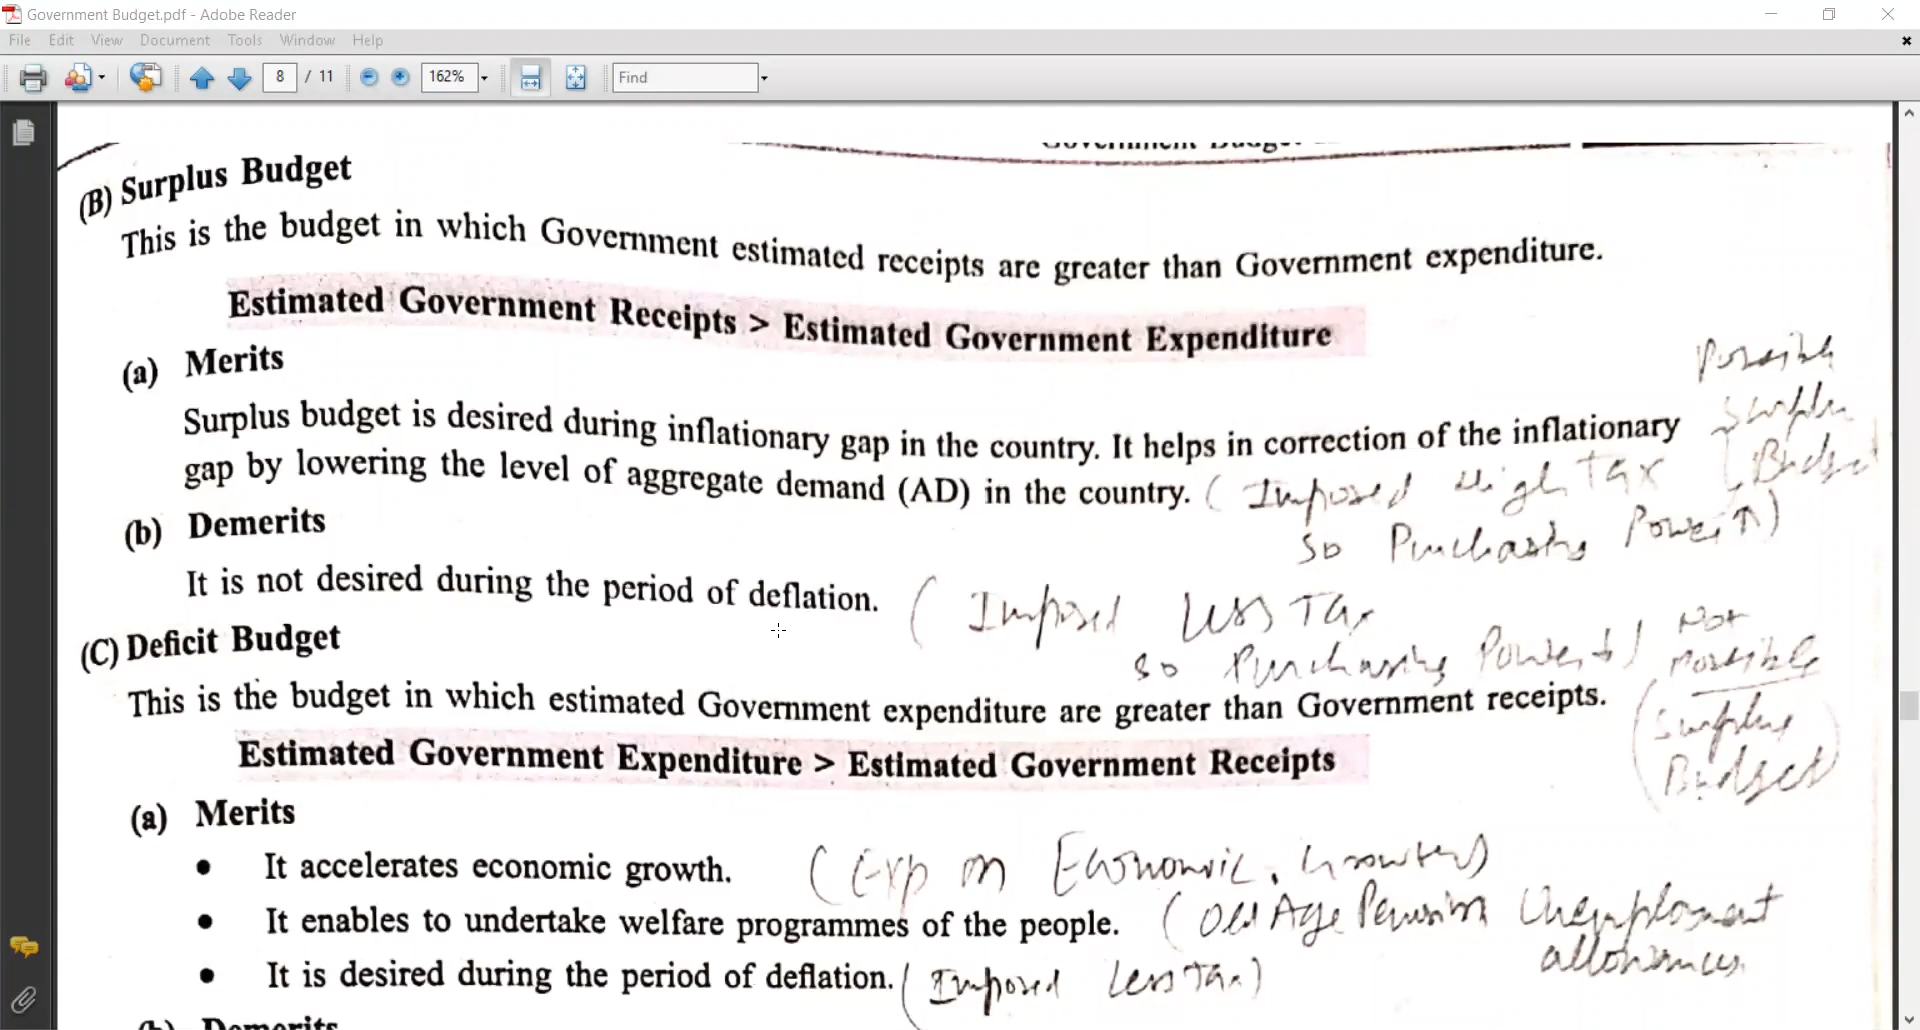 Government Budget.pdf - Adobe Reader
File Edit View Document Tools Window Help
8 / 11 162% Find
Government Budget
(B) Surplus Budget
This is the budget in which Government estimated receipts are greater than Government expenditure.
Estimated Government Receipts > Estimated Government Expenditure
(a) Merits
Possible
Surplus
Budget
Surplus budget is desired during inflationary gap in the country. It helps in correction of the inflationary
gap by lowering the level of aggregate demand (AD) in the country. (Imposed High Tax
so Purchasing Power ↑)
(b) Demerits
It is not desired during the period of deflation. (Imposed Less Tax
so Purchasing Power ↓)
Not
Possible
(Surplus
Budget)
(C) Deficit Budget
This is the budget in which estimated Government expenditure are greater than Government receipts.
Estimated Government Expenditure > Estimated Government Receipts
(a) Merits
• It accelerates economic growth. (Exp on Economic Growth)
• It enables to undertake welfare programmes of the people. (Old Age Pension Unemployment
allowances
• It is desired during the period of deflation. (Imposed Less Tax)
(b) Demerits